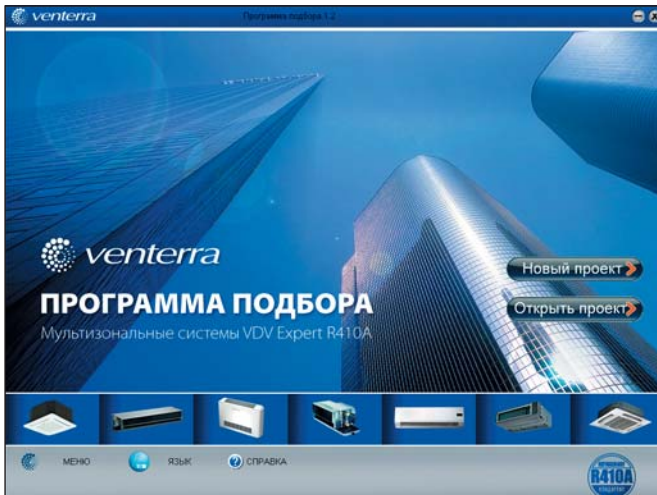 venterra
Программа подбора 1.2
venterra
ПРОГРАММА ПОДБОРА
Мультизональные системы VDV Expert R410A
Новый проект
Открыть проект
МЕНЮ
ЯЗЫК
СПРАВКА
R410A